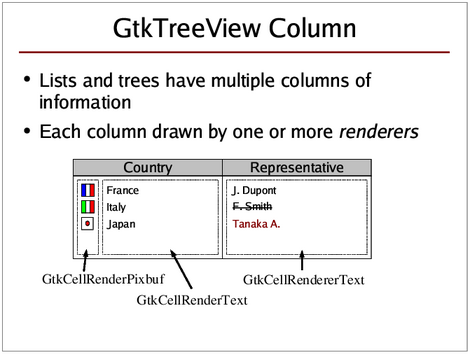 GtkTreeView Column
• Lists and trees have multiple columns of
information
• Each column drawn by one or more renderers
Country Representative
France J. Dupont
Italy F. Smith
Japan Tanaka A.
GtkCellRenderPixbuf GtkCellRendererText
GtkCellRenderText